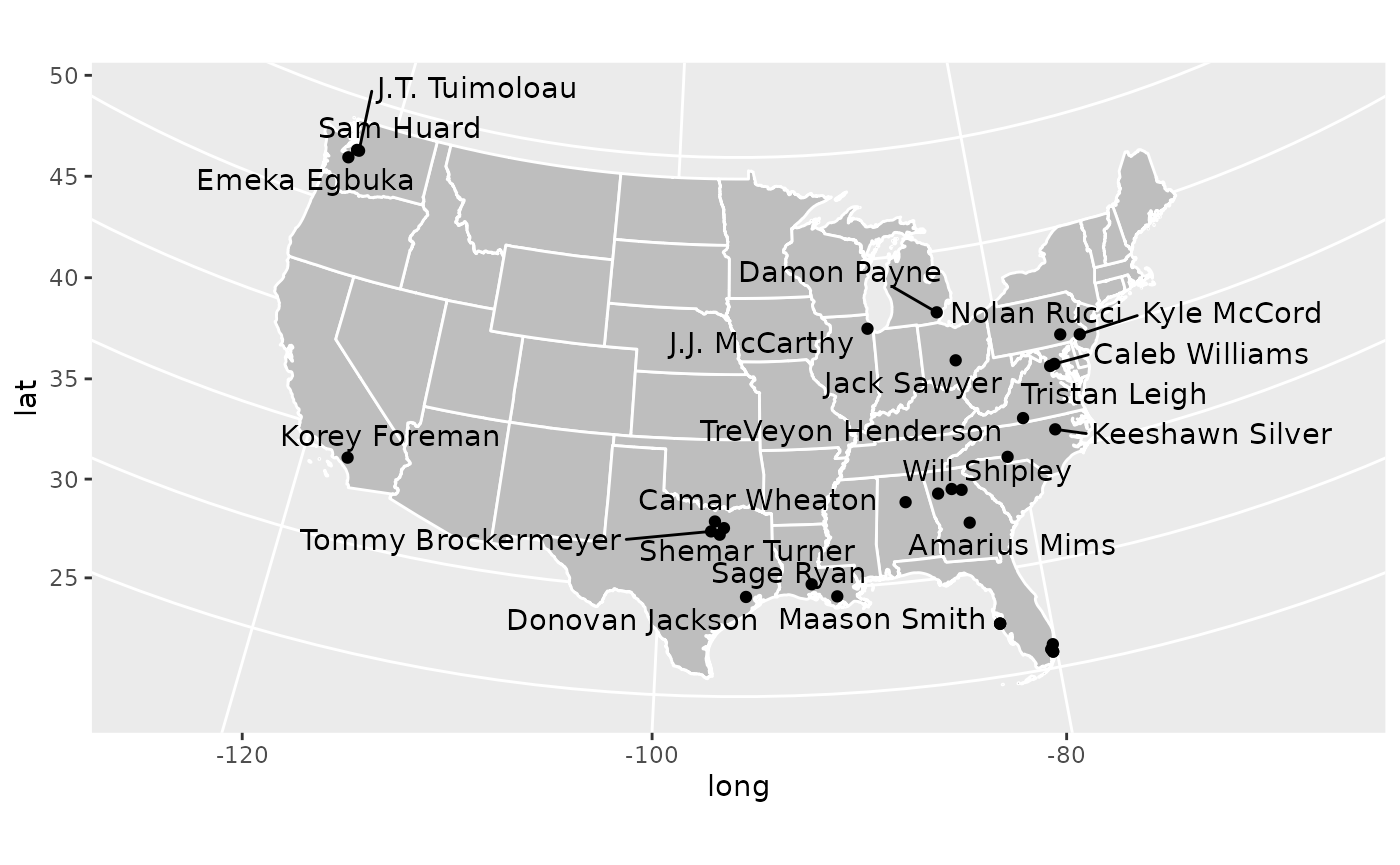 50
J.T. Tuimoloau
Sam Huard
45
Emeka Egbuka
40
Damon Payne
Nolan Rucci
Kyle McCord
J.J. McCarthy
Caleb Williams
35
Jack Sawyer
Tristan Leigh
Korey Foreman
TreVeyon Henderson
Keeshawn Silver
30
Will Shipley
Camar Wheaton
Tommy Brockermeyer
Shemar Turner
Amarius Mims
25
Sage Ryan
Donovan Jackson
Maason Smith
lat
-120
-100
-80
long